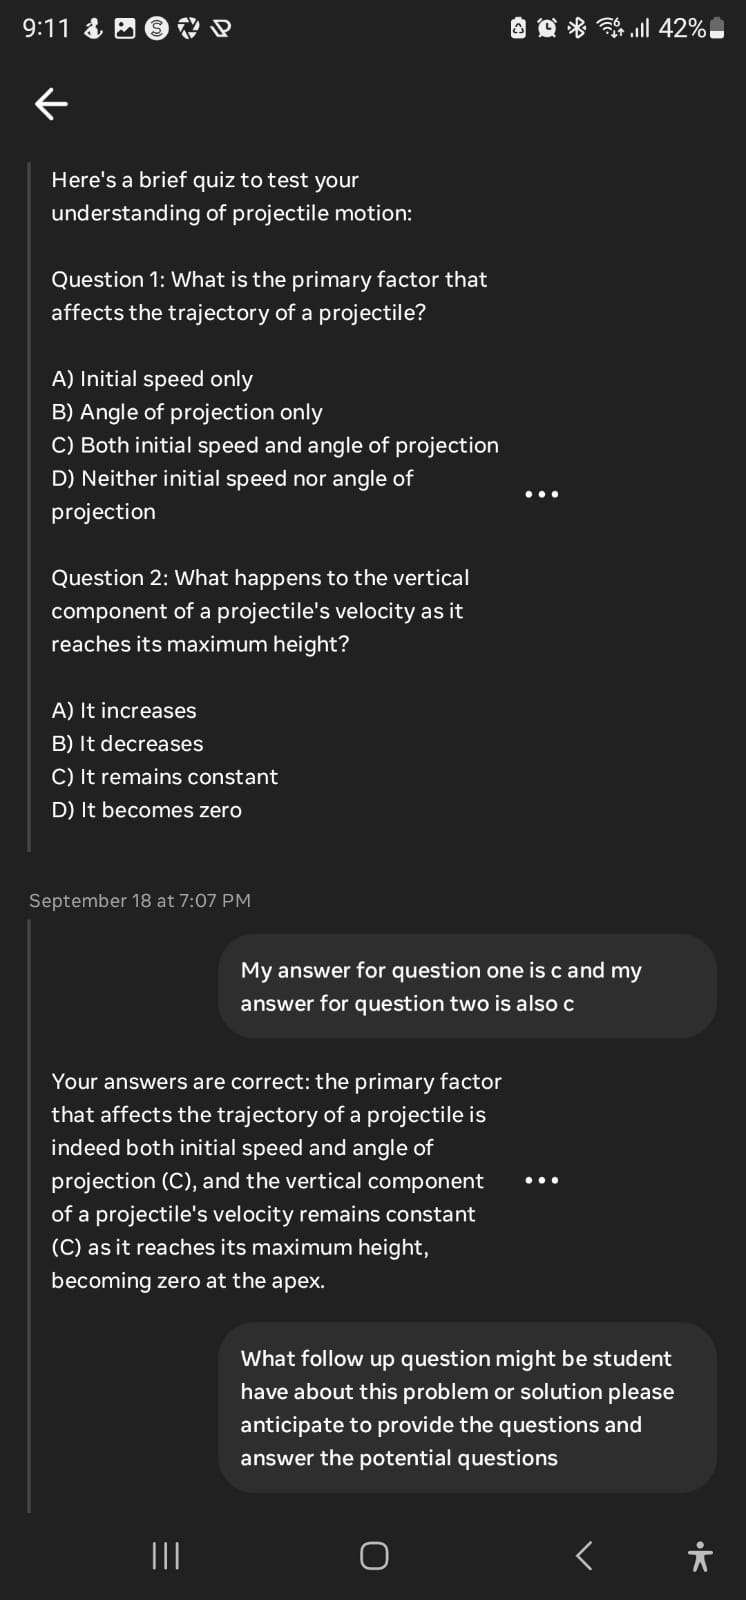 9:11
42%
Here's a brief quiz to test your
understanding of projectile motion:
Question 1: What is the primary factor that
affects the trajectory of a projectile?
A) Initial speed only
B) Angle of projection only
C) Both initial speed and angle of projection
D) Neither initial speed nor angle of
projection
Question 2: What happens to the vertical
component of a projectile's velocity as it
reaches its maximum height?
A) It increases
B) It decreases
C) It remains constant
D) It becomes zero
September 18 at 7:07 PM
My answer for question one is c and my
answer for question two is also c
Your answers are correct: the primary factor
that affects the trajectory of a projectile is
indeed both initial speed and angle of
projection (C), and the vertical component
of a projectile's velocity remains constant
(C) as it reaches its maximum height,
becoming zero at the apex.
What follow up question might be student
have about this problem or solution please
anticipate to provide the questions and
answer the potential questions